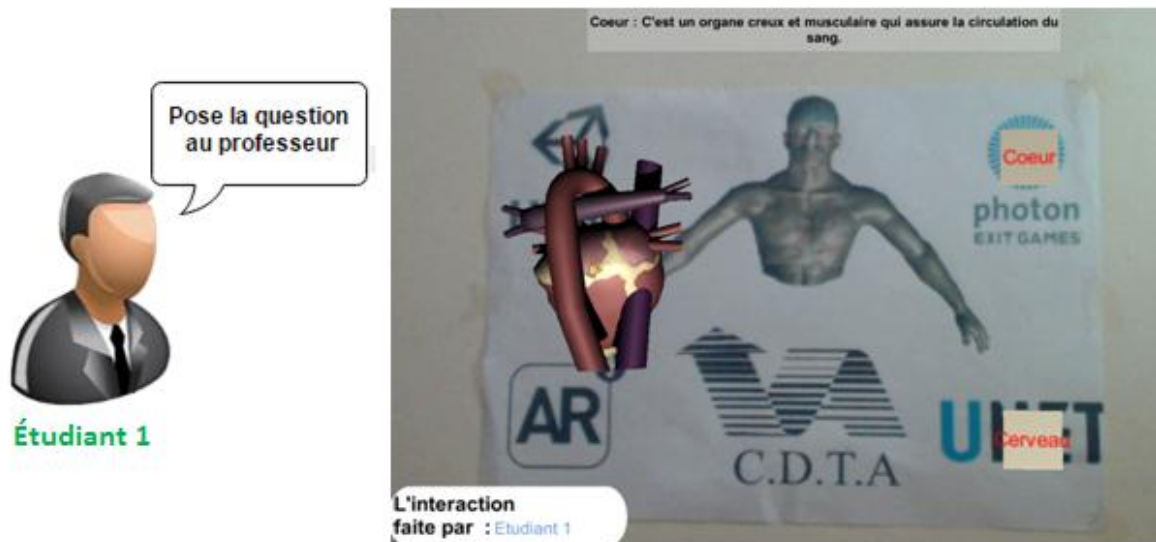 Pose la question
au professeur
Étudiant 1
Coeur : C'est un organe creux et musculaire qui assure la circulation du
sang.
Coeur
photon
EXIT GAMES
AR
C.D.T.A
Cerveau
L'interaction
faite par : Etudiant 1